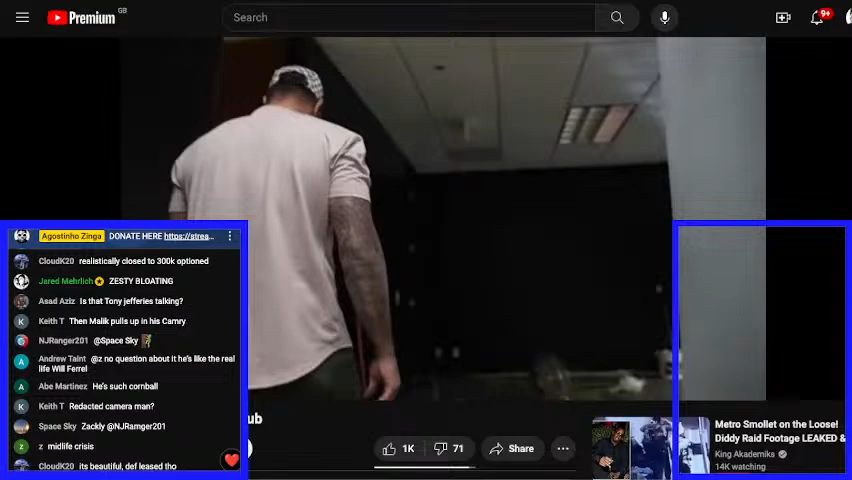 Premium GB
Search
9+
Agostinho Zinga DONATE HERE https://strea...
CloudK20 realistically closed to 300k optioned
Jared Mehrlich ZESTY BLOATING
Asad Aziz Is that Tony jefferies talking?
K Keith T Then Malik pulls up in his Camry
NJRanger201 @Space Sky
A Andrew Taint @z no question about it he's like the real
life Will Ferrel
A Abe Martinez He's such cornball
K Keith T Redacted camera man?
Space Sky Zackly @NJRamger201
z z midlife crisis
CloudK20 its beautiful, def leased tho
ub
1K
71
Share
Metro Smollet on the Loose!
Diddy Raid Footage LEAKED &
King Akademiks
14K watching